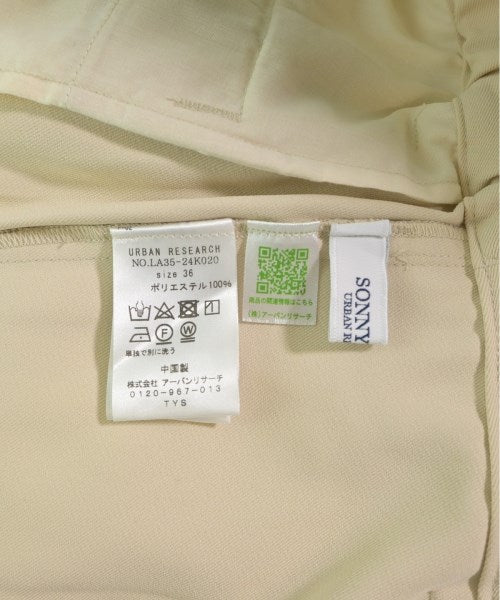 URBAN RESEARCH
NO.LA35-24K020
size 36
ポリエステル100%
単独で別に洗う
中国製
株式会社 アーバンリサーチ
0120-967-013
TYS
商品の関連情報はこちら
(株)アーバンリサーチ
SONNY
URBAN